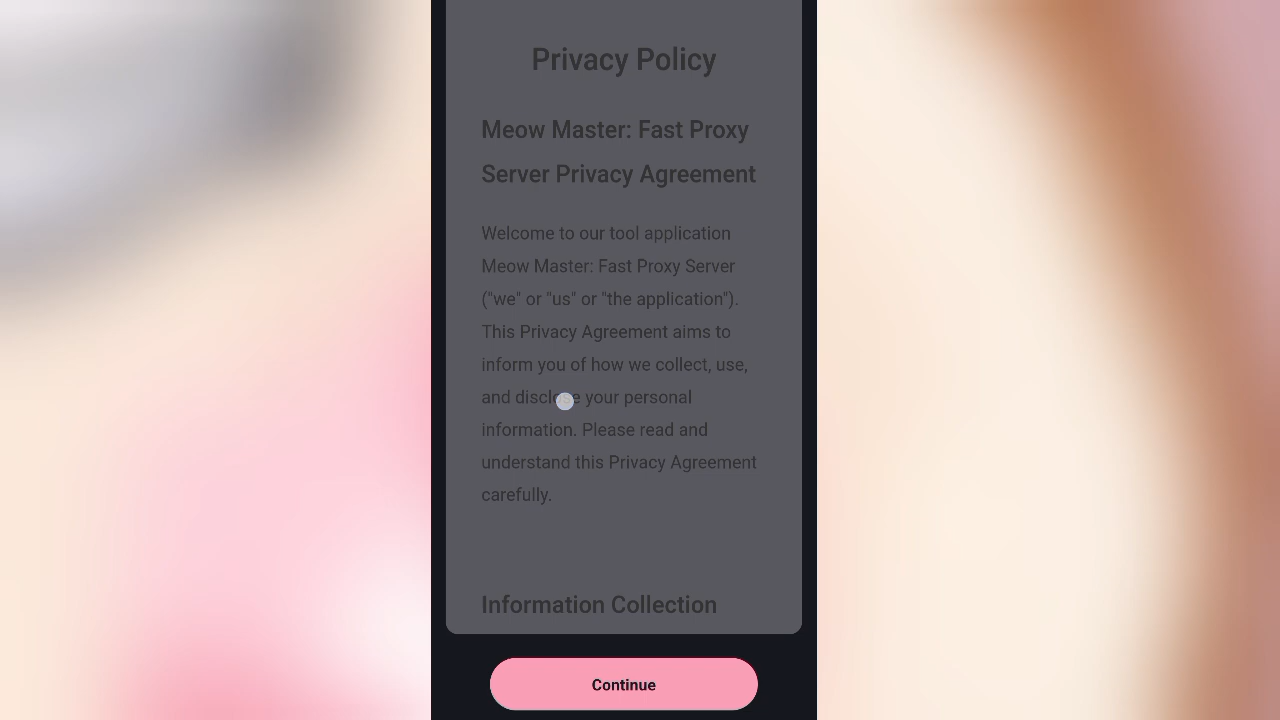 Privacy Policy
Meow Master: Fast Proxy
Server Privacy Agreement
Welcome to our tool application
Meow Master: Fast Proxy Server
("we" or "us" or "the application").
This Privacy Agreement aims to
inform you of how we collect, use,
and disclose your personal
information. Please read and
understand this Privacy Agreement
carefully.
Information Collection
Continue